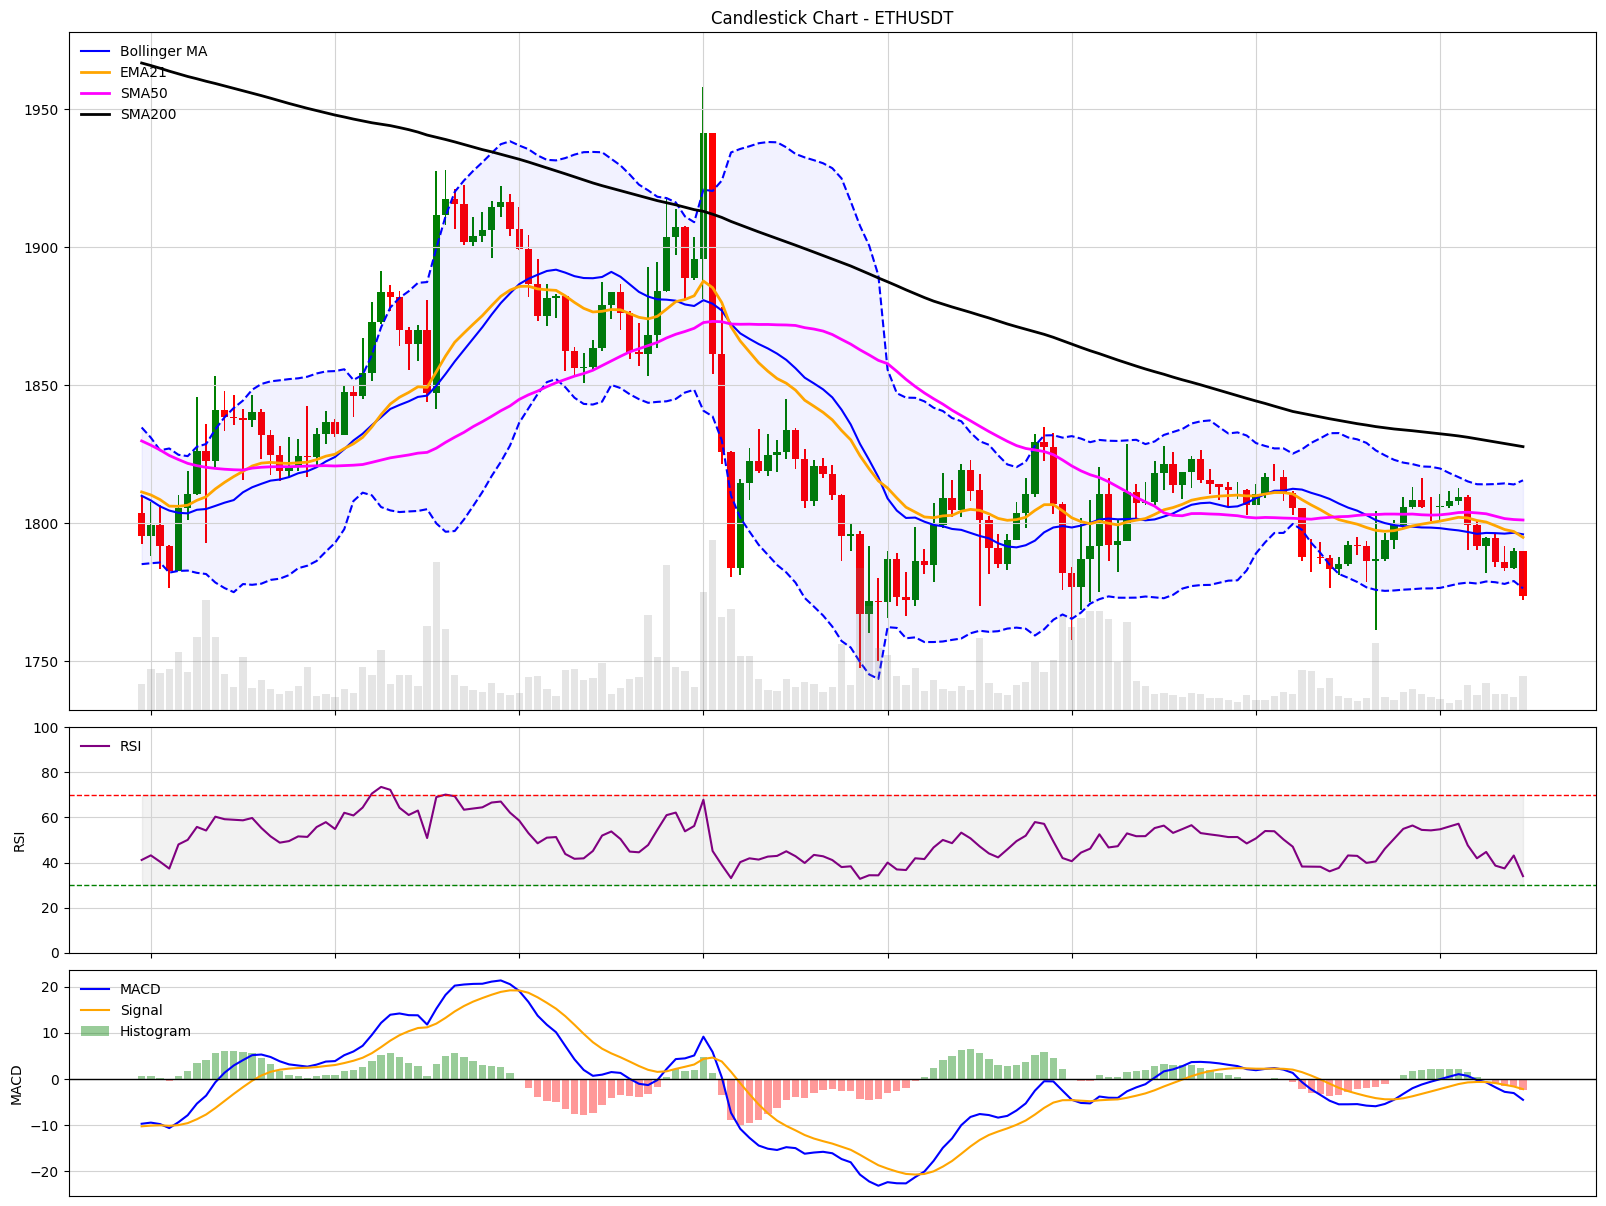 Candlestick Chart - ETHUSDT
Bollinger MA
EMA21
SMA50
SMA200
1950
1900
1850
1800
1750
RSI
100
80
60
40
20
0
RSI
MACD
Signal
Histogram
20
10
0
−10
−20
MACD